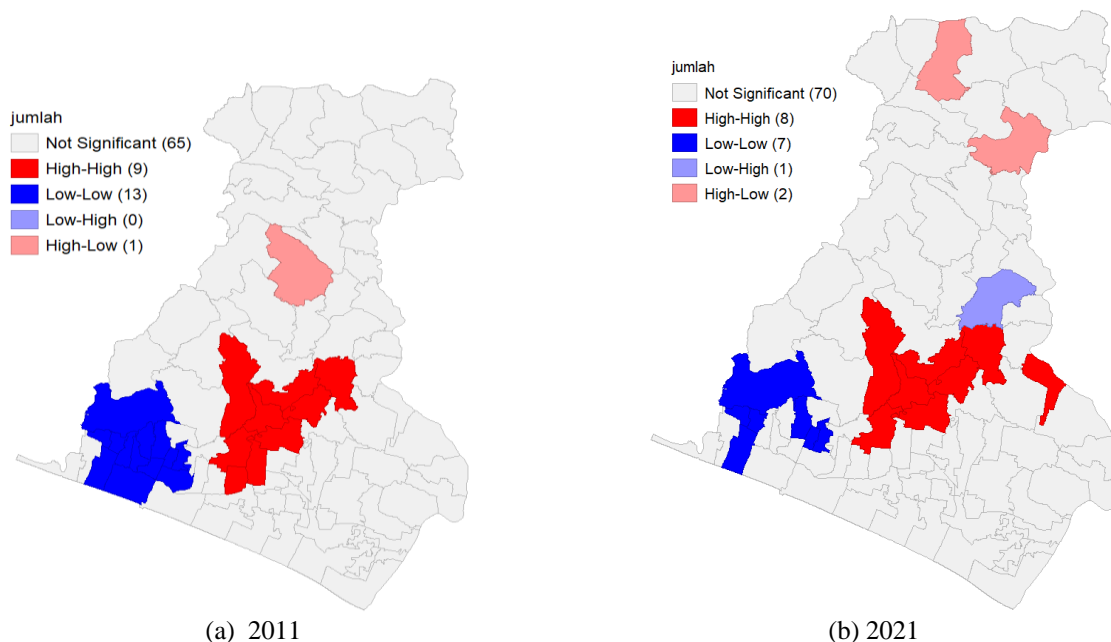 jumlah
Not Significant (65)
High-High (9)
Low-Low (13)
Low-High (0)
High-Low (1)
jumlah
Not Significant (70)
High-High (8)
Low-Low (7)
Low-High (1)
High-Low (2)
(a) 2011
(b) 2021